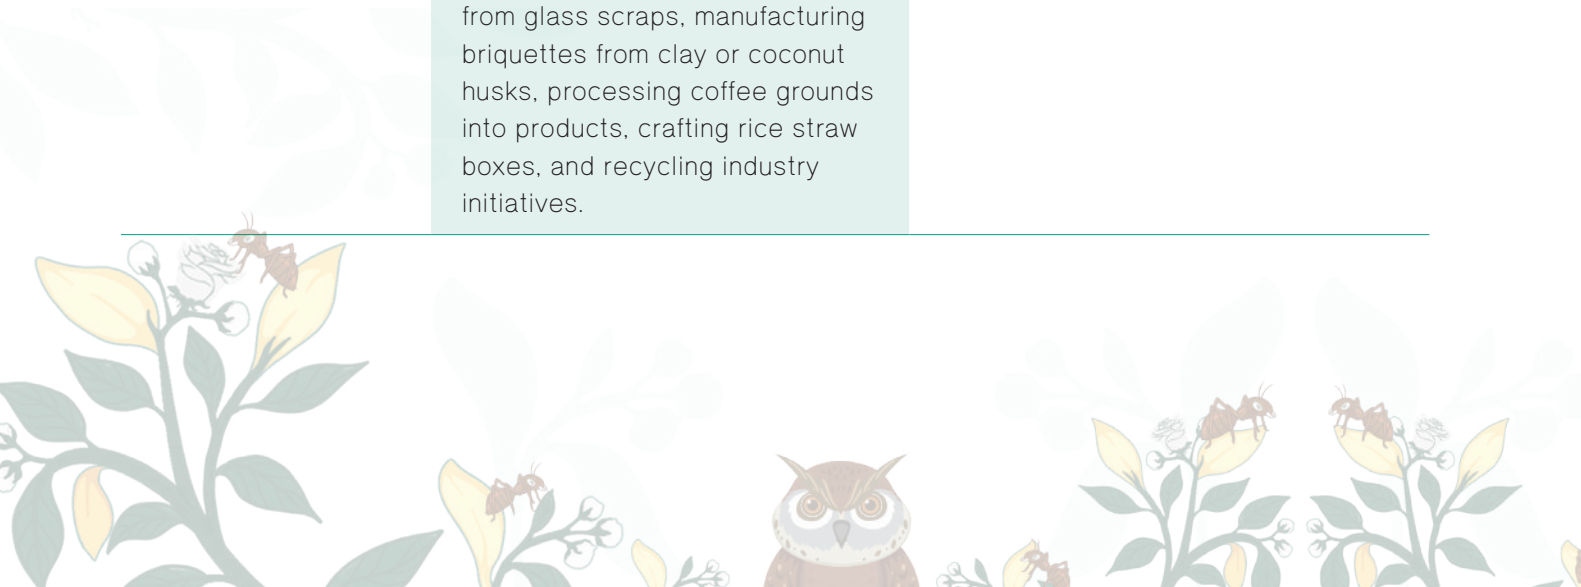 from glass scraps, manufacturing
briquettes from clay or coconut
husks, processing coffee grounds
into products, crafting rice straw
boxes, and recycling industry
initiatives.